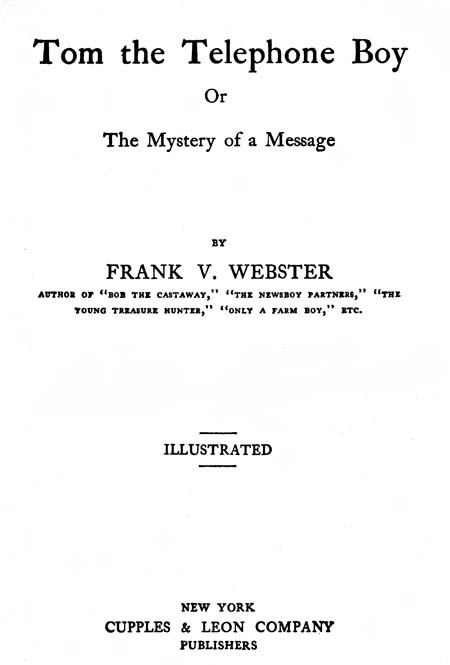 Tom the Telephone Boy
Or
The Mystery of a Message
BY
FRANK V. WEBSTER
AUTHOR OF “BOB THE CASTAWAY,” “THE NEWSBOY PARTNERS,” “THE
YOUNG TREASURE HUNTER,” “ONLY A FARM BOY,” ETC.
ILLUSTRATED
NEW YORK
CUPPLES & LEON COMPANY
PUBLISHERS